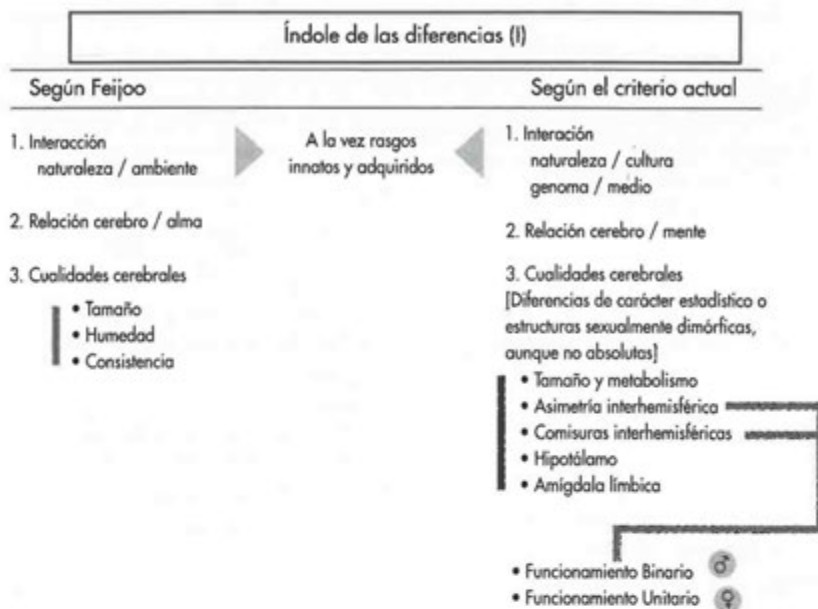 Índole de las diferencias (I)
Según Feijoo
1. Interacción
naturaleza / ambiente
2. Relación cerebro / alma
3. Cualidades cerebrales
• Tamaño
• Humedad
• Consistencia
A la vez rasgos
innatos y adquiridos
Según el criterio actual
1. Interación
naturaleza / cultura
genoma / medio
2. Relación cerebro / mente
3. Cualidades cerebrales
[Diferencias de carácter estadístico o
estructuras sexualmente dimórficas,
aunque no absolutas]
• Tamaño y metabolismo
• Asimetría interhemisférica
• Comisuras interhemisféricas
• Hipotálamo
• Amígdala límbica
• Funcionamiento Binario ♂
• Funcionamiento Unitario ♀